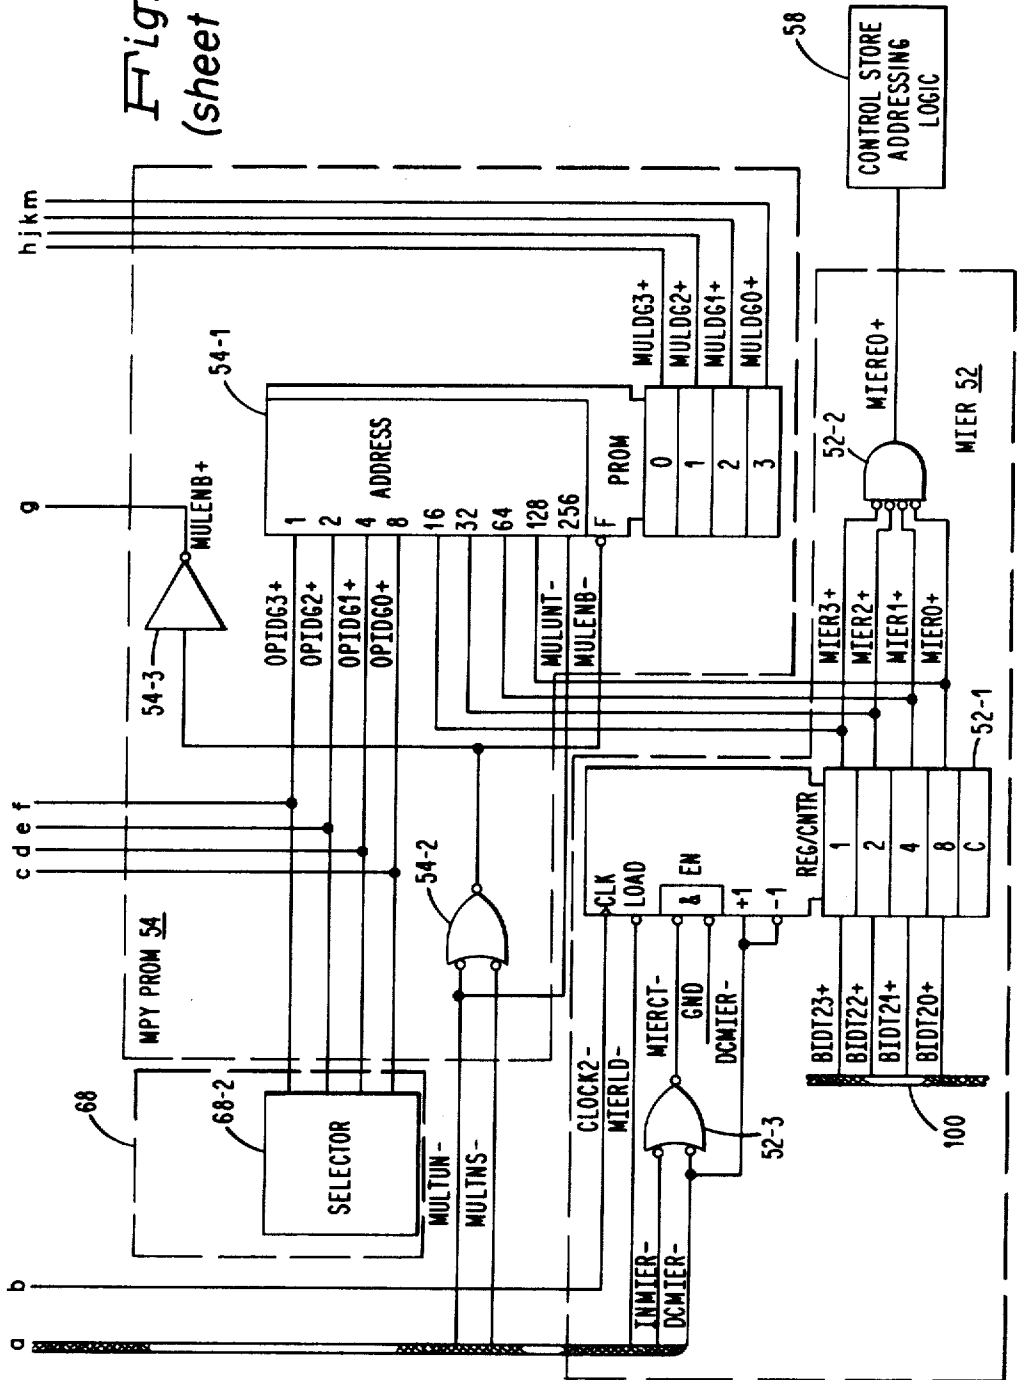 Fig.
(sheet
a
b
c d e f
g
h j k m
68
68-2
SELECTOR
MPY PROM 54
54-3
MULENB+
OPIDG3+
OPIDG2+
OPIDG1+
OPIDG0+
54-1
ADDRESS
1
2
4
8
16
32
64
128
256
F
PROM
0
1
2
3
MULDG3+
MULDG2+
MULDG1+
MULDG0+
MULUNT-
MULENB-
54-2
MULTUN-
MULTNS-
CLOCK2-
MIERLD-
INMIER-
DCMIER-
52-3
MIERCT-
GND
DCMIER-
CLK
LOAD
& EN
+1
-1
REG/CNTR
1
2
4
8
C
52-1
BIDT23+
BIDT22+
BIDT21+
BIDT20+
100
MIER3+
MIER2+
MIER1+
MIER0+
52-2
MIERE0+
MIER 52
58
CONTROL STORE
ADDRESSING
LOGIC